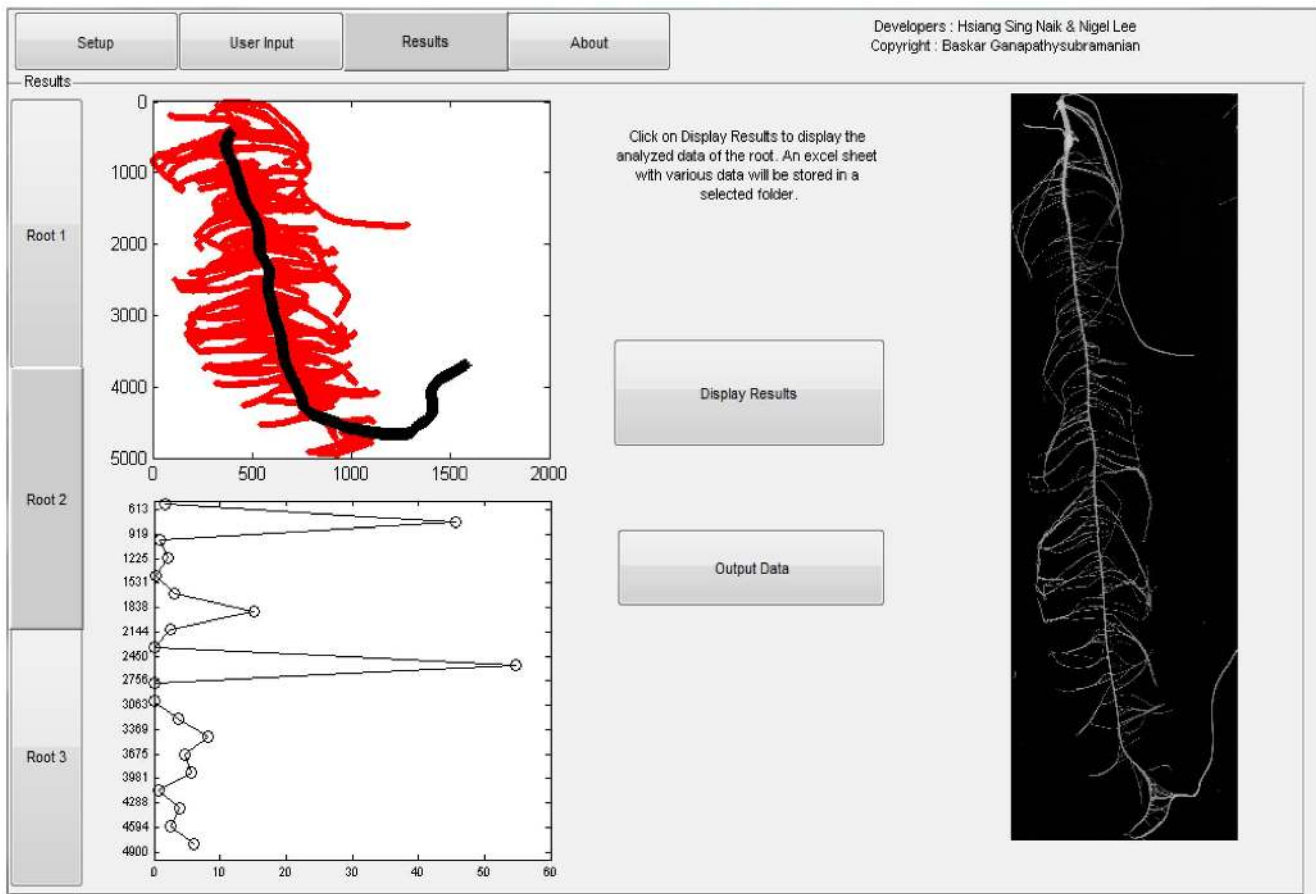 Setup
User Input
Results
About
Developers : Hsiang Sing Naik & Nigel Lee
Copyright : Baskar Ganapathysubramanian
Results
Root 1
Root 2
Root 3
0
1000
2000
3000
4000
5000
0 500 1000 1500 2000
Click on Display Results to display the
analyzed data of the root. An excel sheet
with various data will be stored in a
selected folder.
Display Results
Output Data
613
919
1225
1531
1838
2144
2450
2756
3063
3369
3675
3981
4288
4594
4900
0 10 20 30 40 50 60